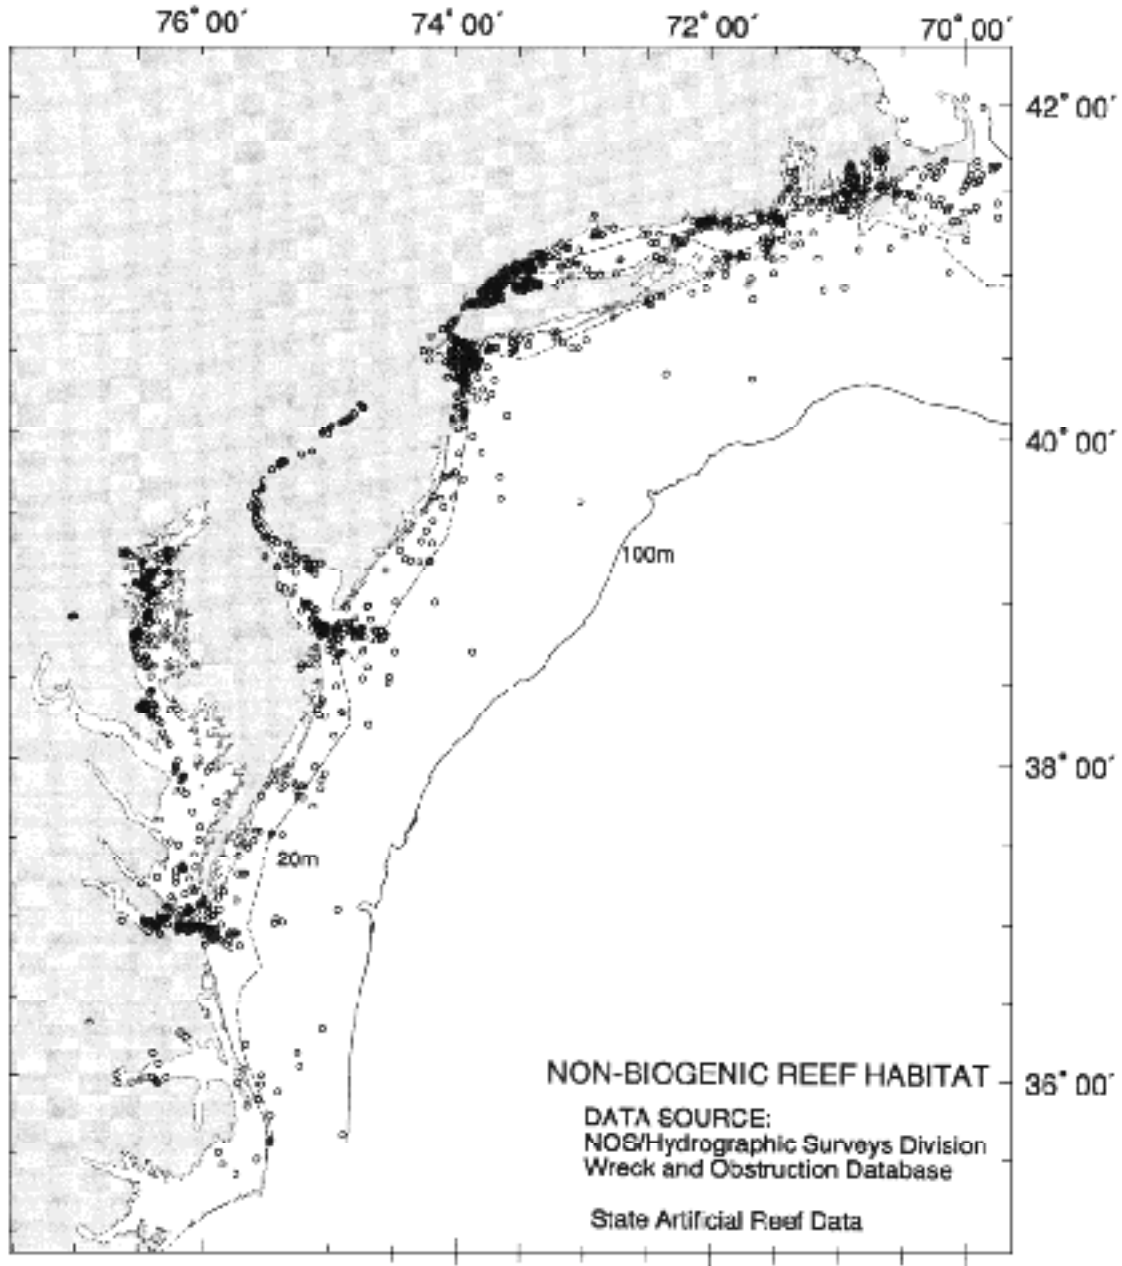 76° 00′ 74° 00′ 72° 00′ 70° 00′
42° 00′
40° 00′
100m
38° 00′
20m
NON-BIOGENIC REEF HABITAT
36° 00′
DATA SOURCE:
NOS/Hydrographic Surveys Division
Wreck and Obstruction Database
State Artificial Reef Data